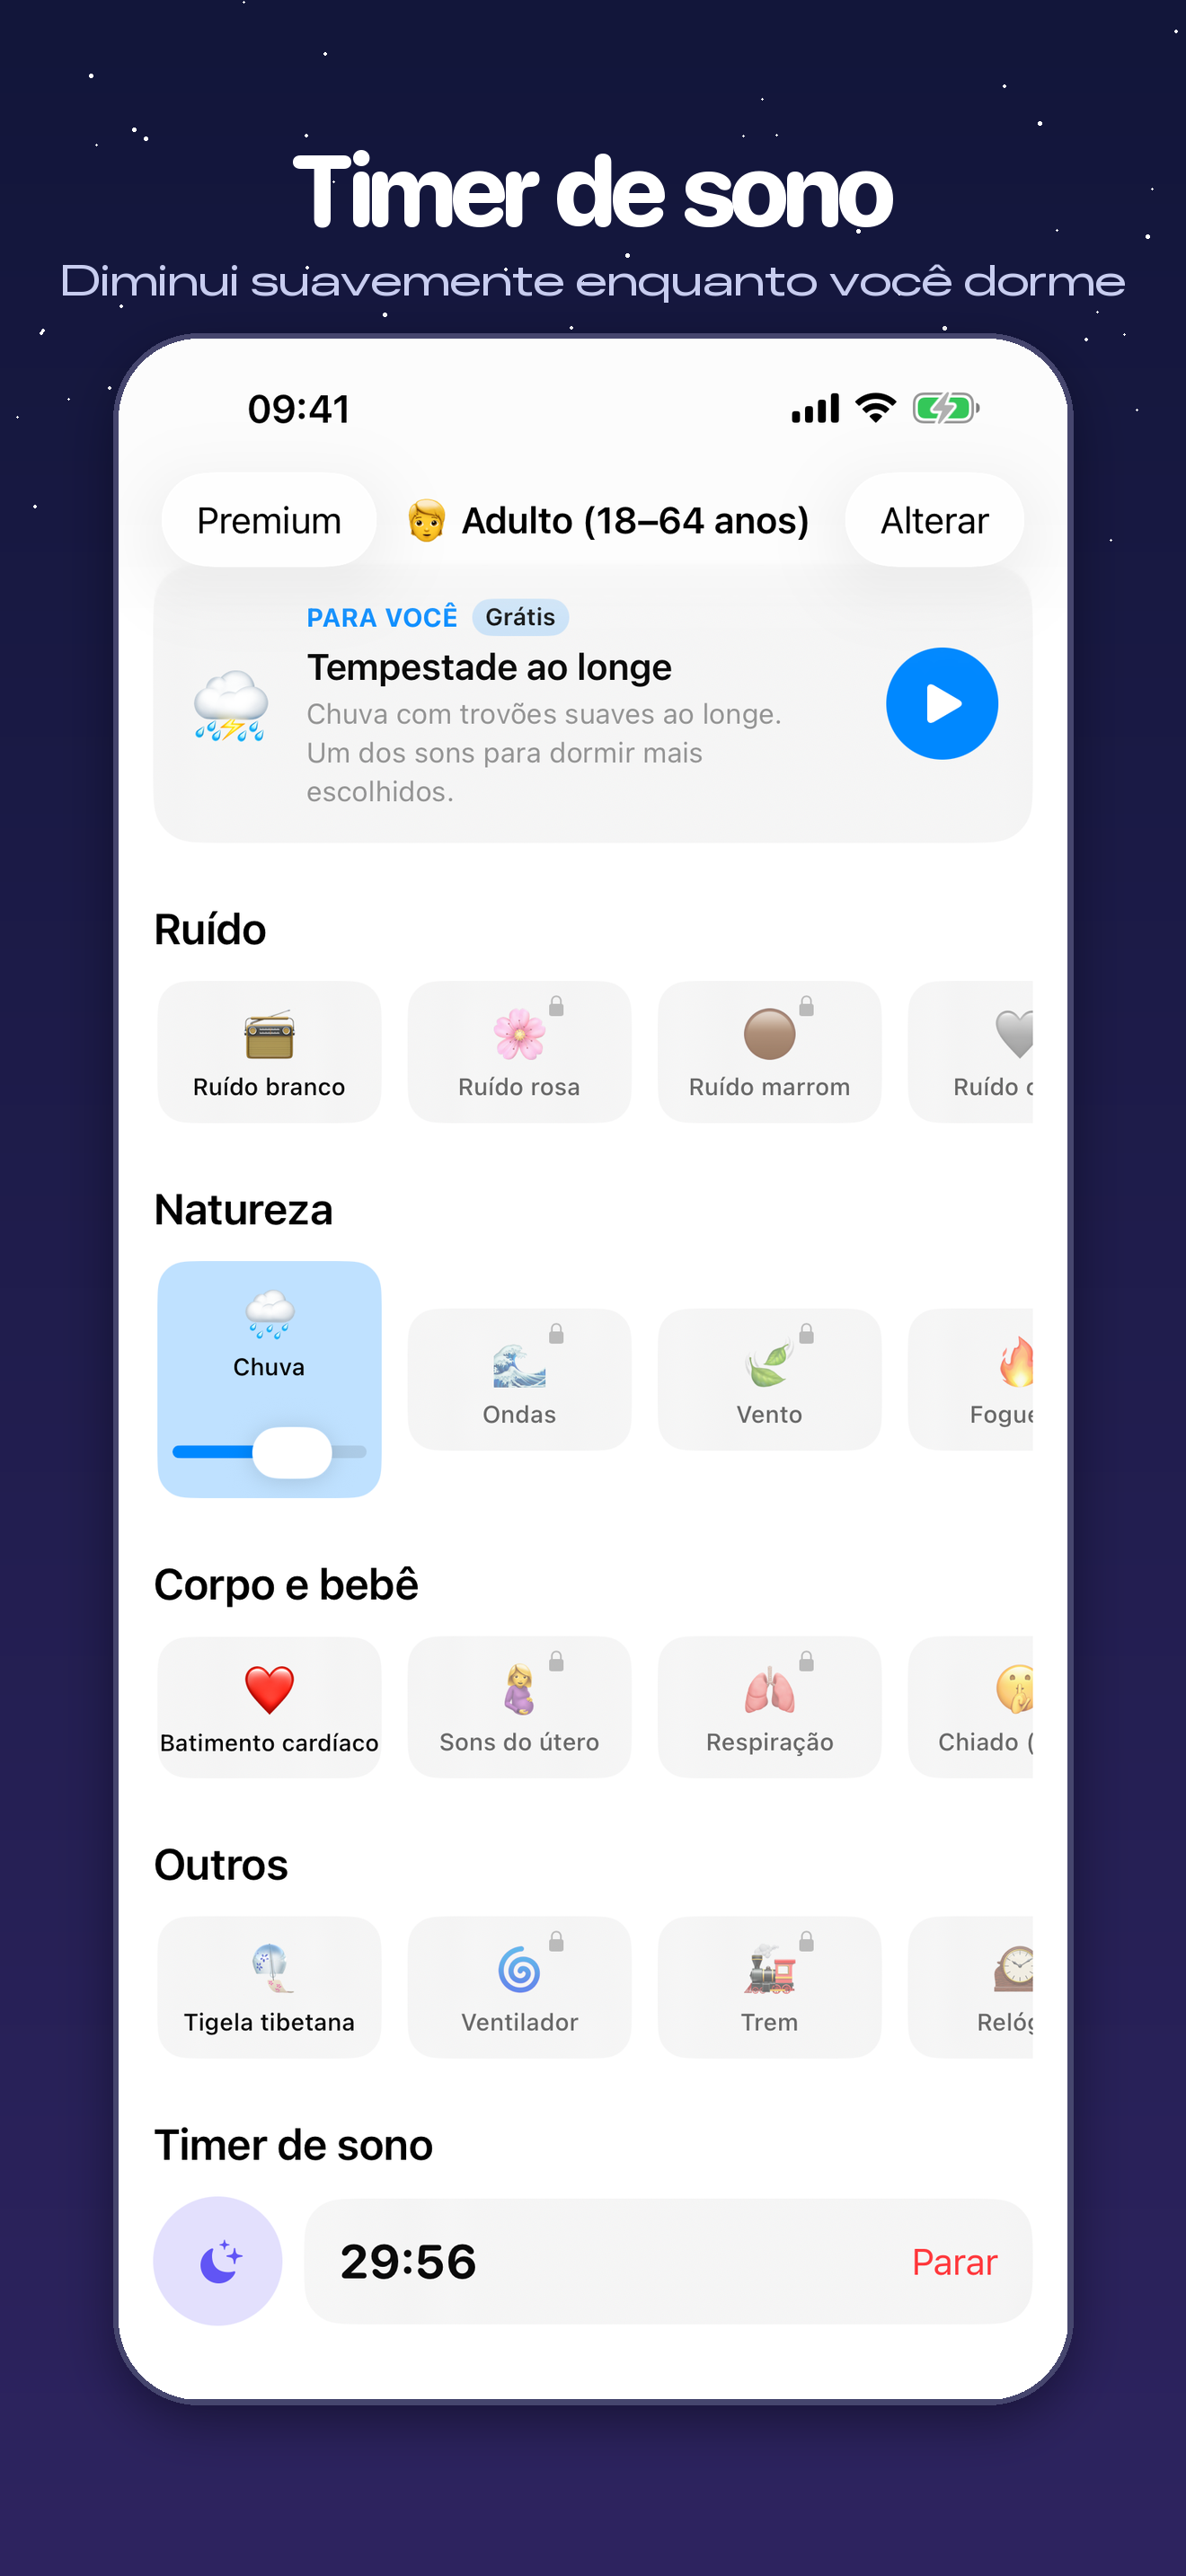 Timer de sono
Diminui suavemente enquanto você dorme
09:41
Premium
Adulto (18–64 anos)
Alterar
PARA VOCÊ
Grátis
Tempestade ao longe
Chuva com trovões suaves ao longe.
Um dos sons para dormir mais
escolhidos.
Ruído
Ruído branco
Ruído rosa
Ruído marrom
Ruído
Natureza
Chuva
Ondas
Vento
Corpo e bebê
Batimento cardíaco
Sons do útero
Respiração
Chiado (
Outros
Tigela tibetana
Ventilador
Trem
Timer de sono
29:56
Parar